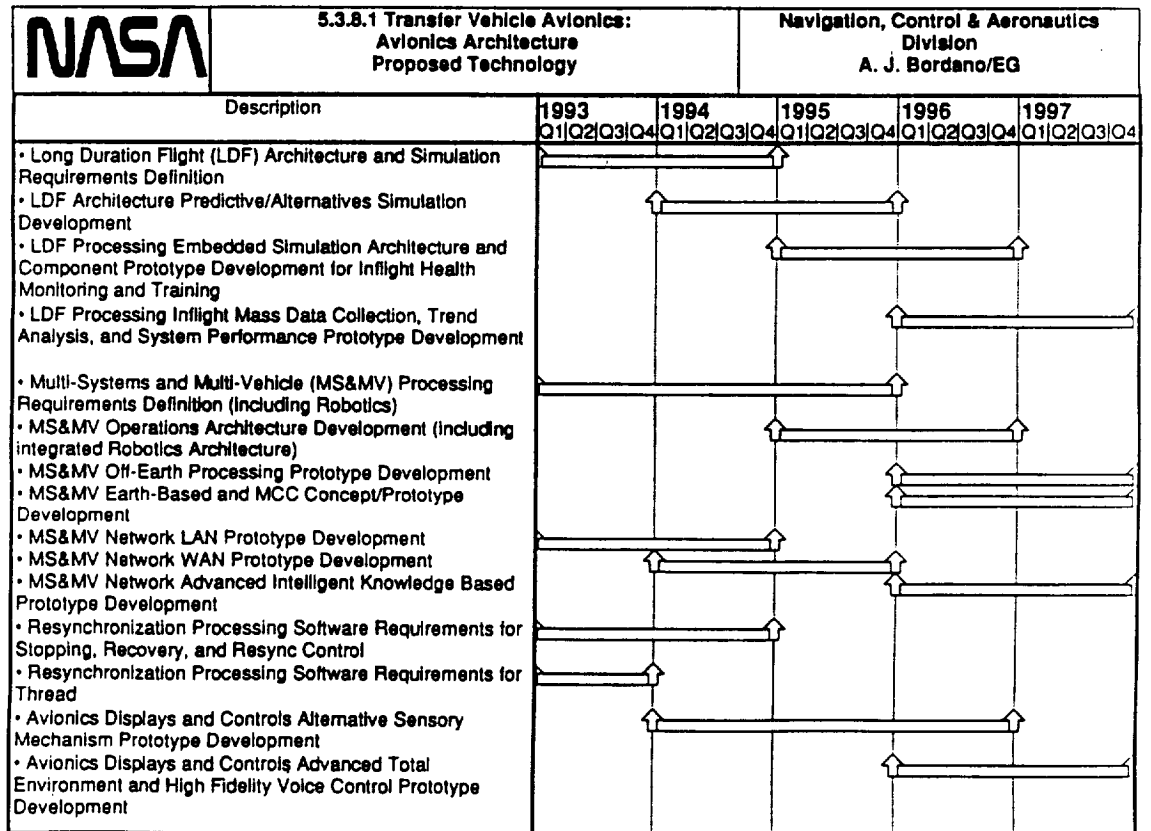 NASA
5.3.8.1 Transfer Vehicle Avionics:
Avionics Architecture
Proposed Technology
Navigation, Control & Aeronautics
Division
A. J. Bordano/EG
Description
1993 1994 1995 1996 1997
Q1|Q2|Q3|Q4 Q1|Q2|Q3|Q4 Q1|Q2|Q3|Q4 Q1|Q2|Q3|Q4 Q1|Q2|Q3|Q4
• Long Duration Flight (LDF) Architecture and Simulation
Requirements Definition
• LDF Architecture Predictive/Alternatives Simulation
Development
• LDF Processing Embedded Simulation Architecture and
Component Prototype Development for Inflight Health
Monitoring and Training
• LDF Processing Inflight Mass Data Collection, Trend
Analysis, and System Performance Prototype Development
• Multi-Systems and Multi-Vehicle (MS&MV) Processing
Requirements Definition (including Robotics)
• MS&MV Operations Architecture Development (including
integrated Robotics Architecture)
• MS&MV Off-Earth Processing Prototype Development
• MS&MV Earth-Based and MCC Concept/Prototype
Development
• MS&MV Network LAN Prototype Development
• MS&MV Network WAN Prototype Development
• MS&MV Network Advanced Intelligent Knowledge Based
Prototype Development
• Resynchronization Processing Software Requirements for
Stopping, Recovery, and Resync Control
• Resynchronization Processing Software Requirements for
Thread
• Avionics Displays and Controls Alternative Sensory
Mechanism Prototype Development
• Avionics Displays and Controls Advanced Total
Environment and High Fidelity Voice Control Prototype
Development